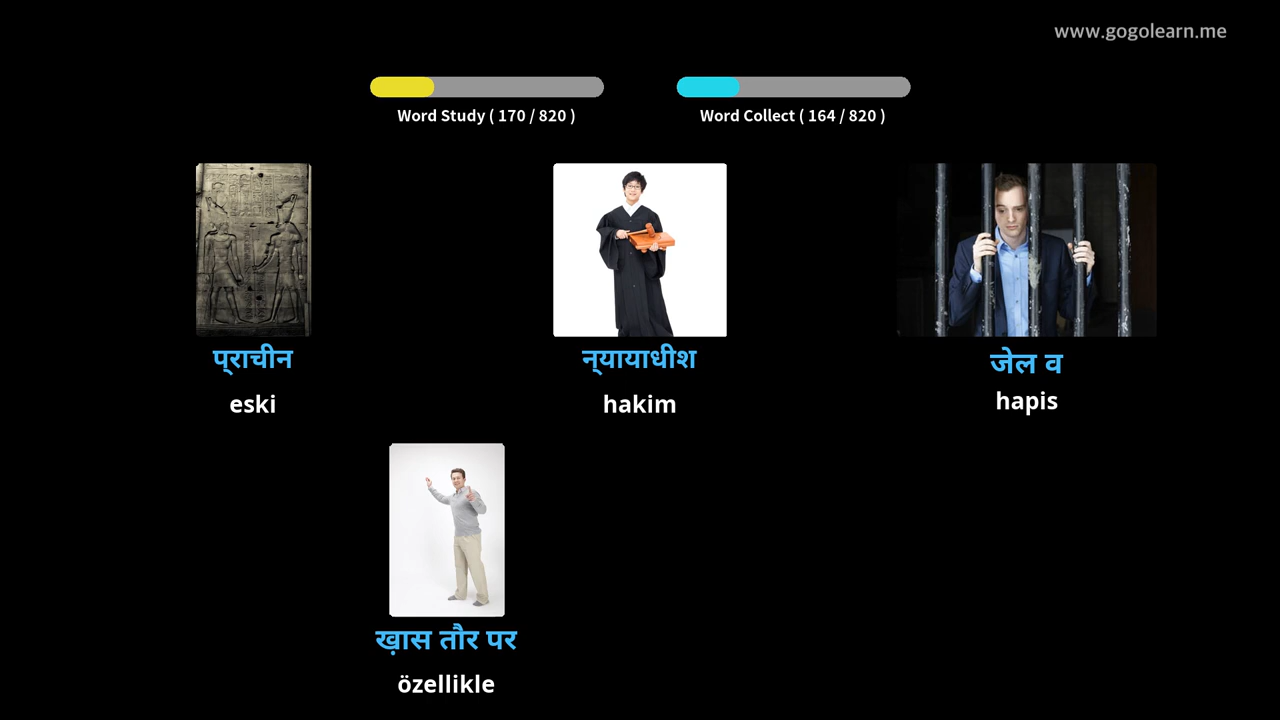 www.gogolearn.me
Word Study ( 170 / 820 )
Word Collect ( 164 / 820 )
प्राचीन
न्यायाधीश
जेल व
eski
hakim
hapis
ख़ास तौर पर
özellikle